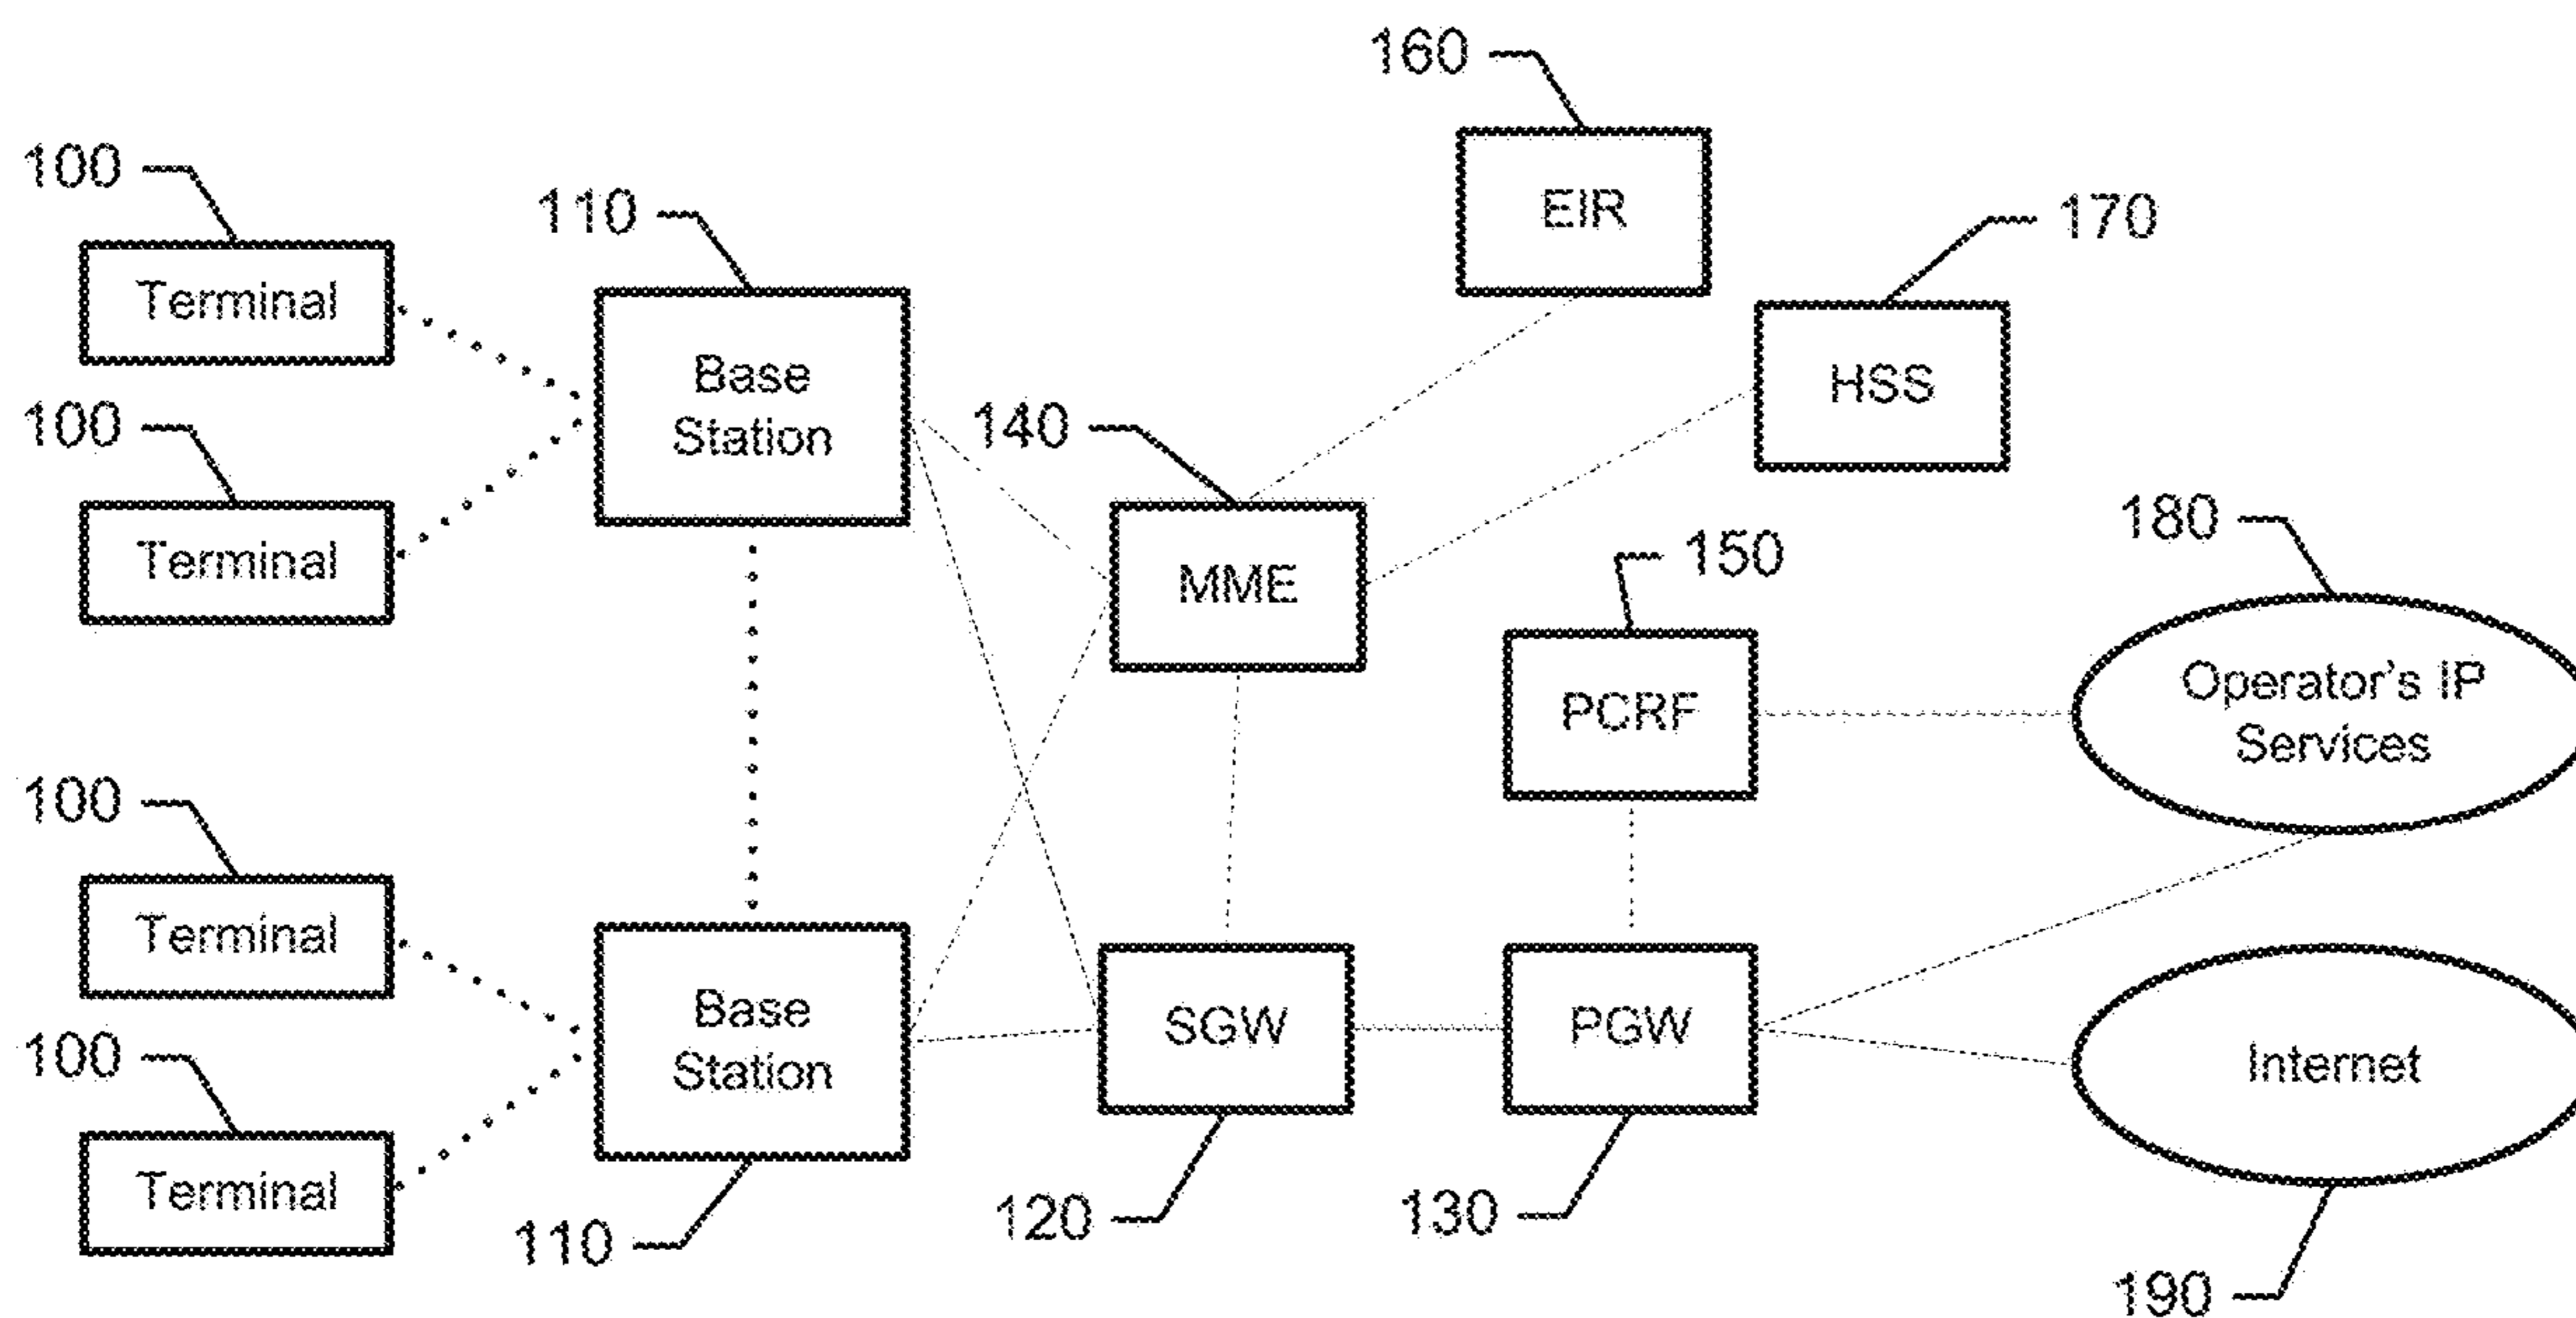 160
100
110
EIR
170
Terminal
Base
Station
HSS
100
140
180
Terminal
MME
150
PCRF
Operator's IP
Services
100
Terminal
Base
Station
SGW
PGW
Internet
100
Terminal
110
120
130
190